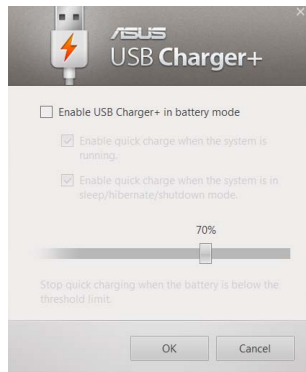 ASUS
USB Charger+
Enable USB Charger+ in battery mode
Enable quick charge when the system is
running.
Enable quick charge when the system is in
sleep/hibernate/shutdown mode.
70%
Stop quick charging when the battery is below the
threshold limit.
OK
Cancel